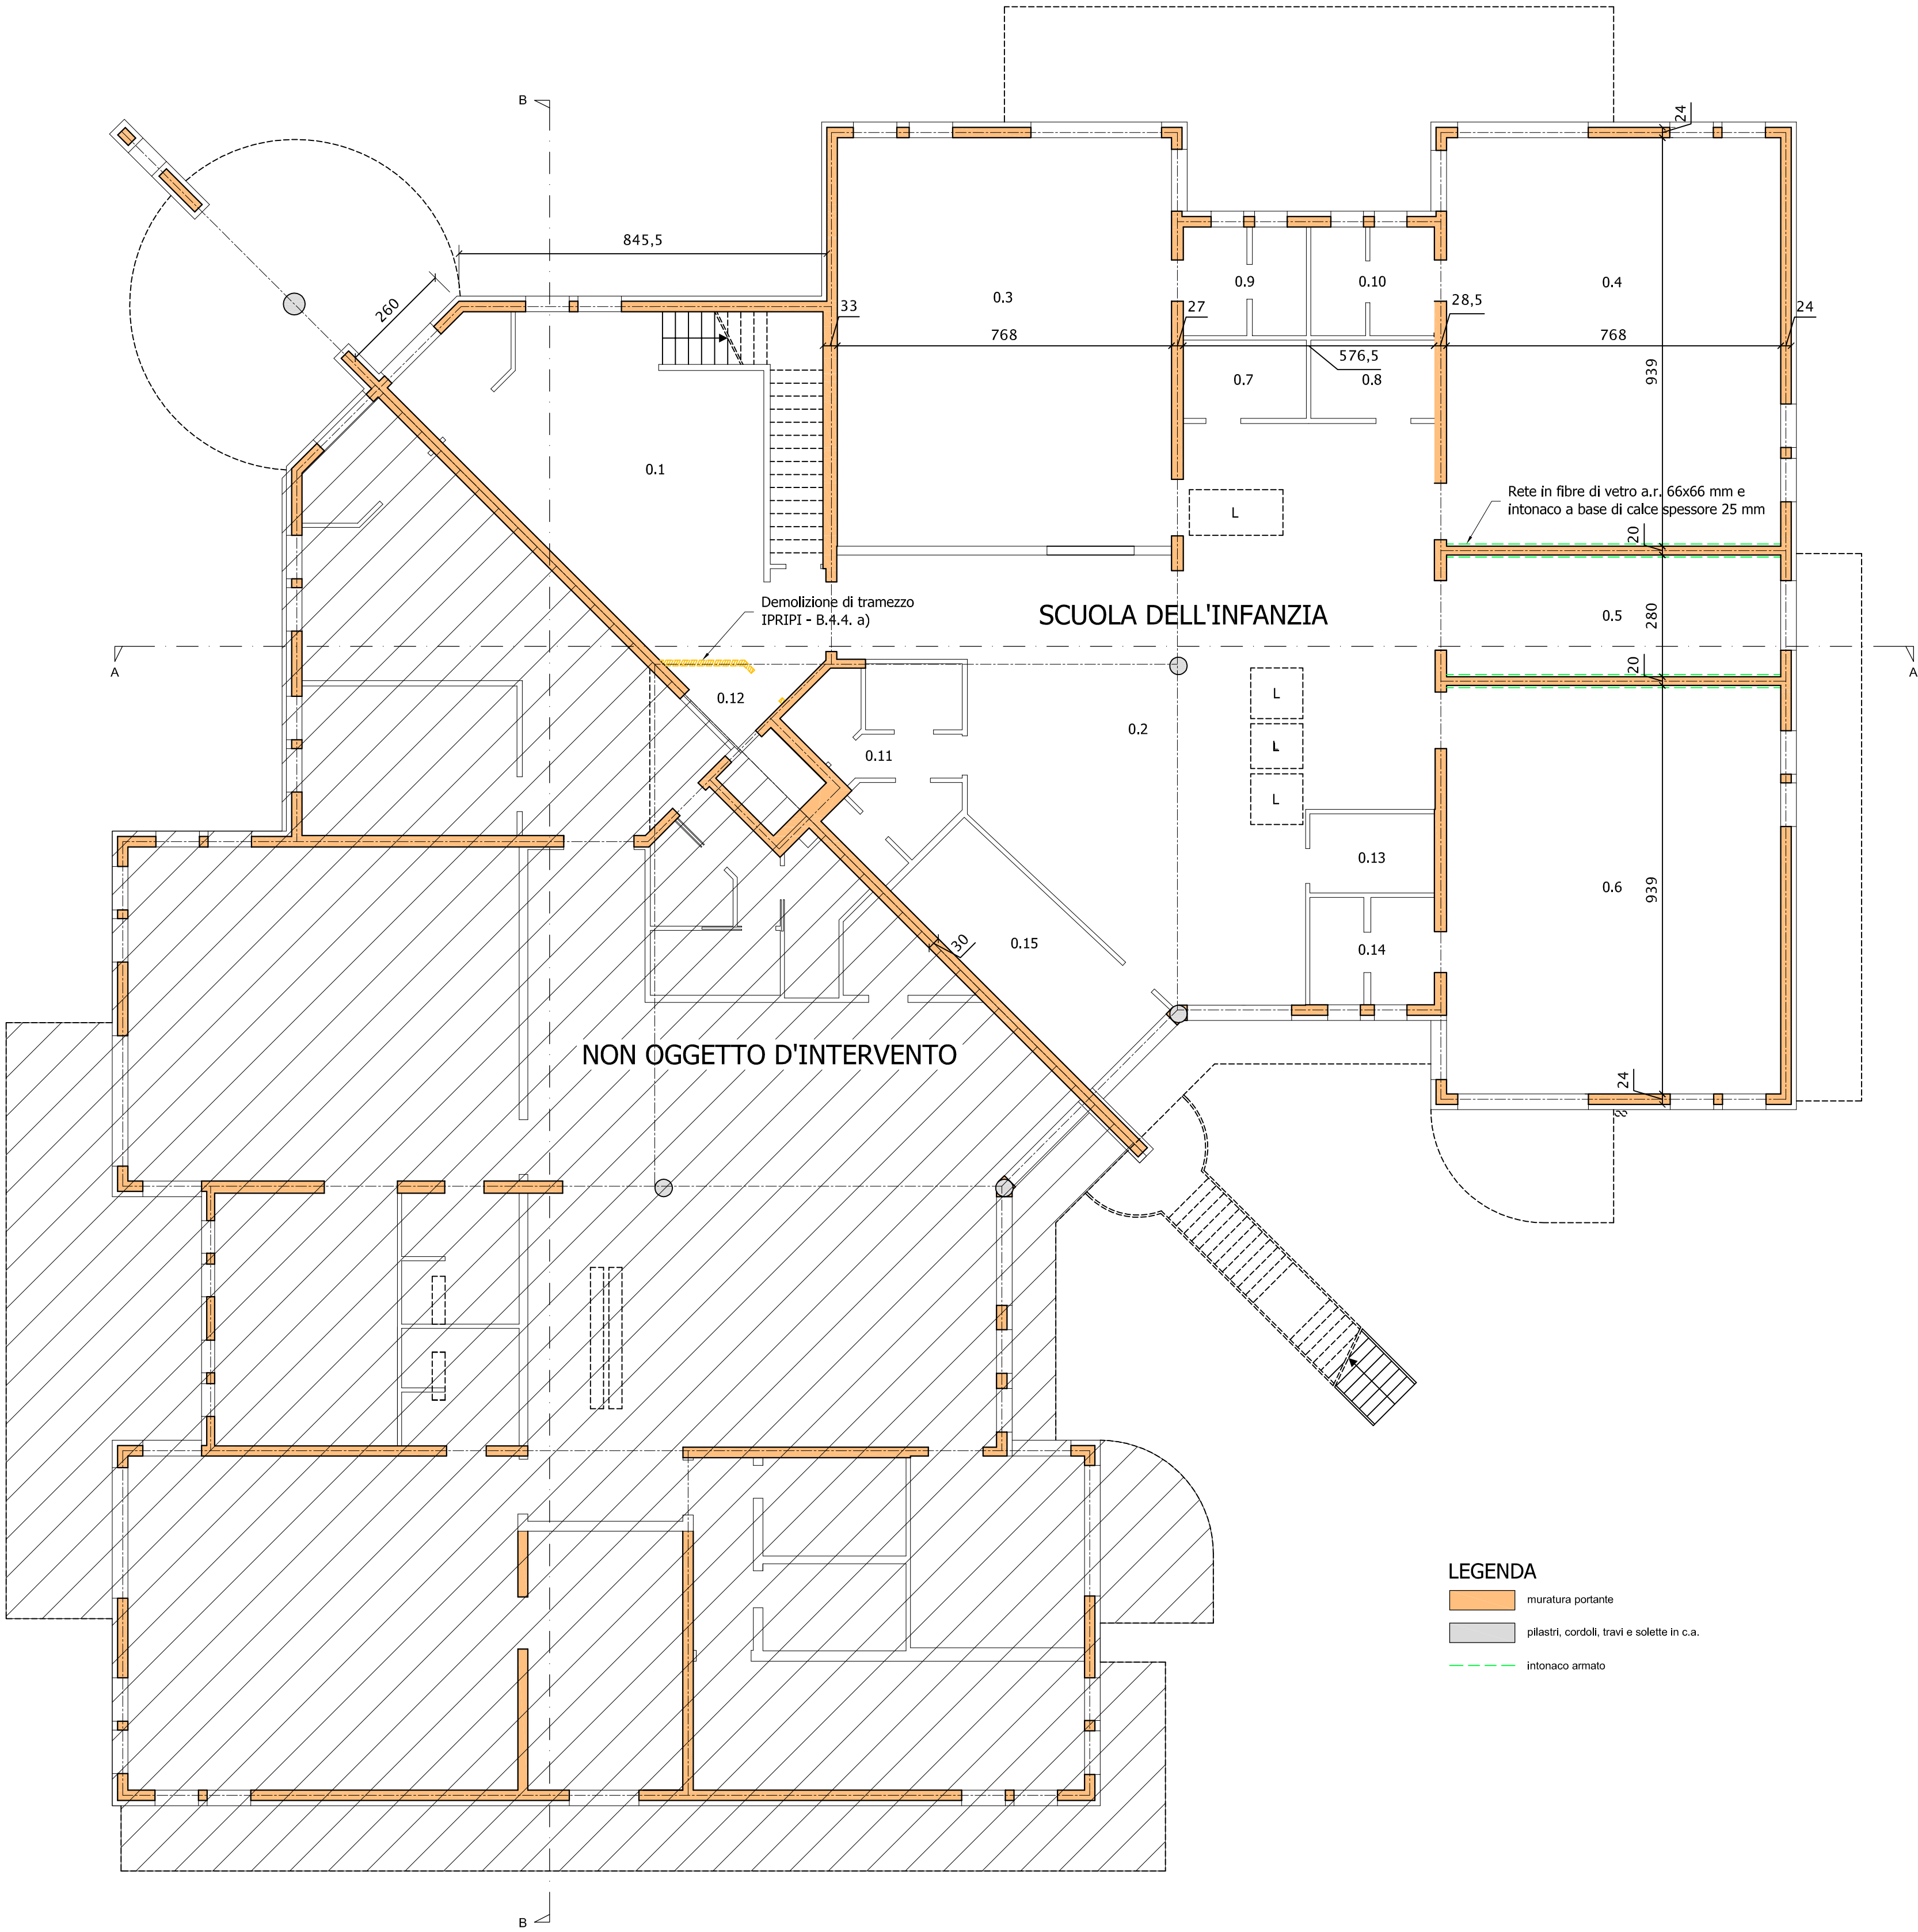 B
24
845,5
260
0.3
0.9
0.10
0.4
33
27
28,5
24
768
576,5
768
0.7
0.8
939
0.1
Rete in fibre di vetro a.r. 66x66 mm e
intonaco a base di calce spessore 25 mm
L
20
Demolizione di tramezzo
IPRIPI - B.4.4. a)
SCUOLA DELL'INFANZIA
0.5
280
A
A
20
0.12
L
0.2
L
0.11
L
0.13
0.6
939
30
0.15
0.14
NON OGGETTO D'INTERVENTO
24
LEGENDA
muratura portante
pilastri, cordoli, travi e solette in c.a.
intonaco armato
B